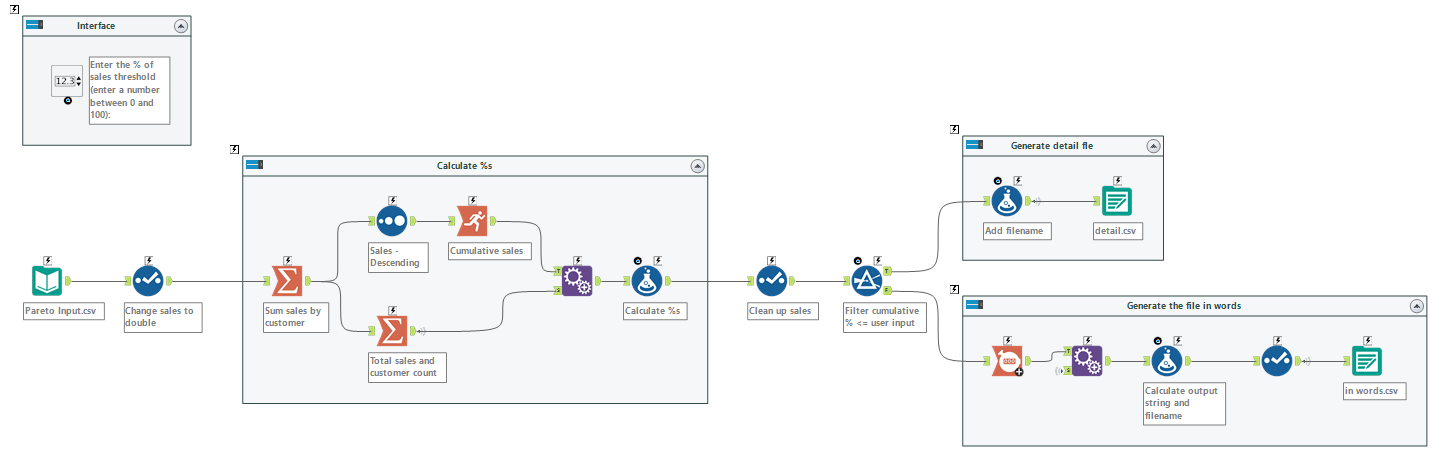 Interface
12.3
Enter the % of
sales threshold
(enter a number
between 0 and
100):
Calculate %s
Sales -
Descending
Cumulative sales
Pareto Input.csv
Change sales to
double
Sum sales by
customer
Total sales and
customer count
T
S
Calculate %s
Clean up sales
Filter cumulative
% <= user input
T
F
Generate detail fle
Add filename
detail.csv
Generate the file in words
T
S
Calculate output
string and
filename
in words.csv